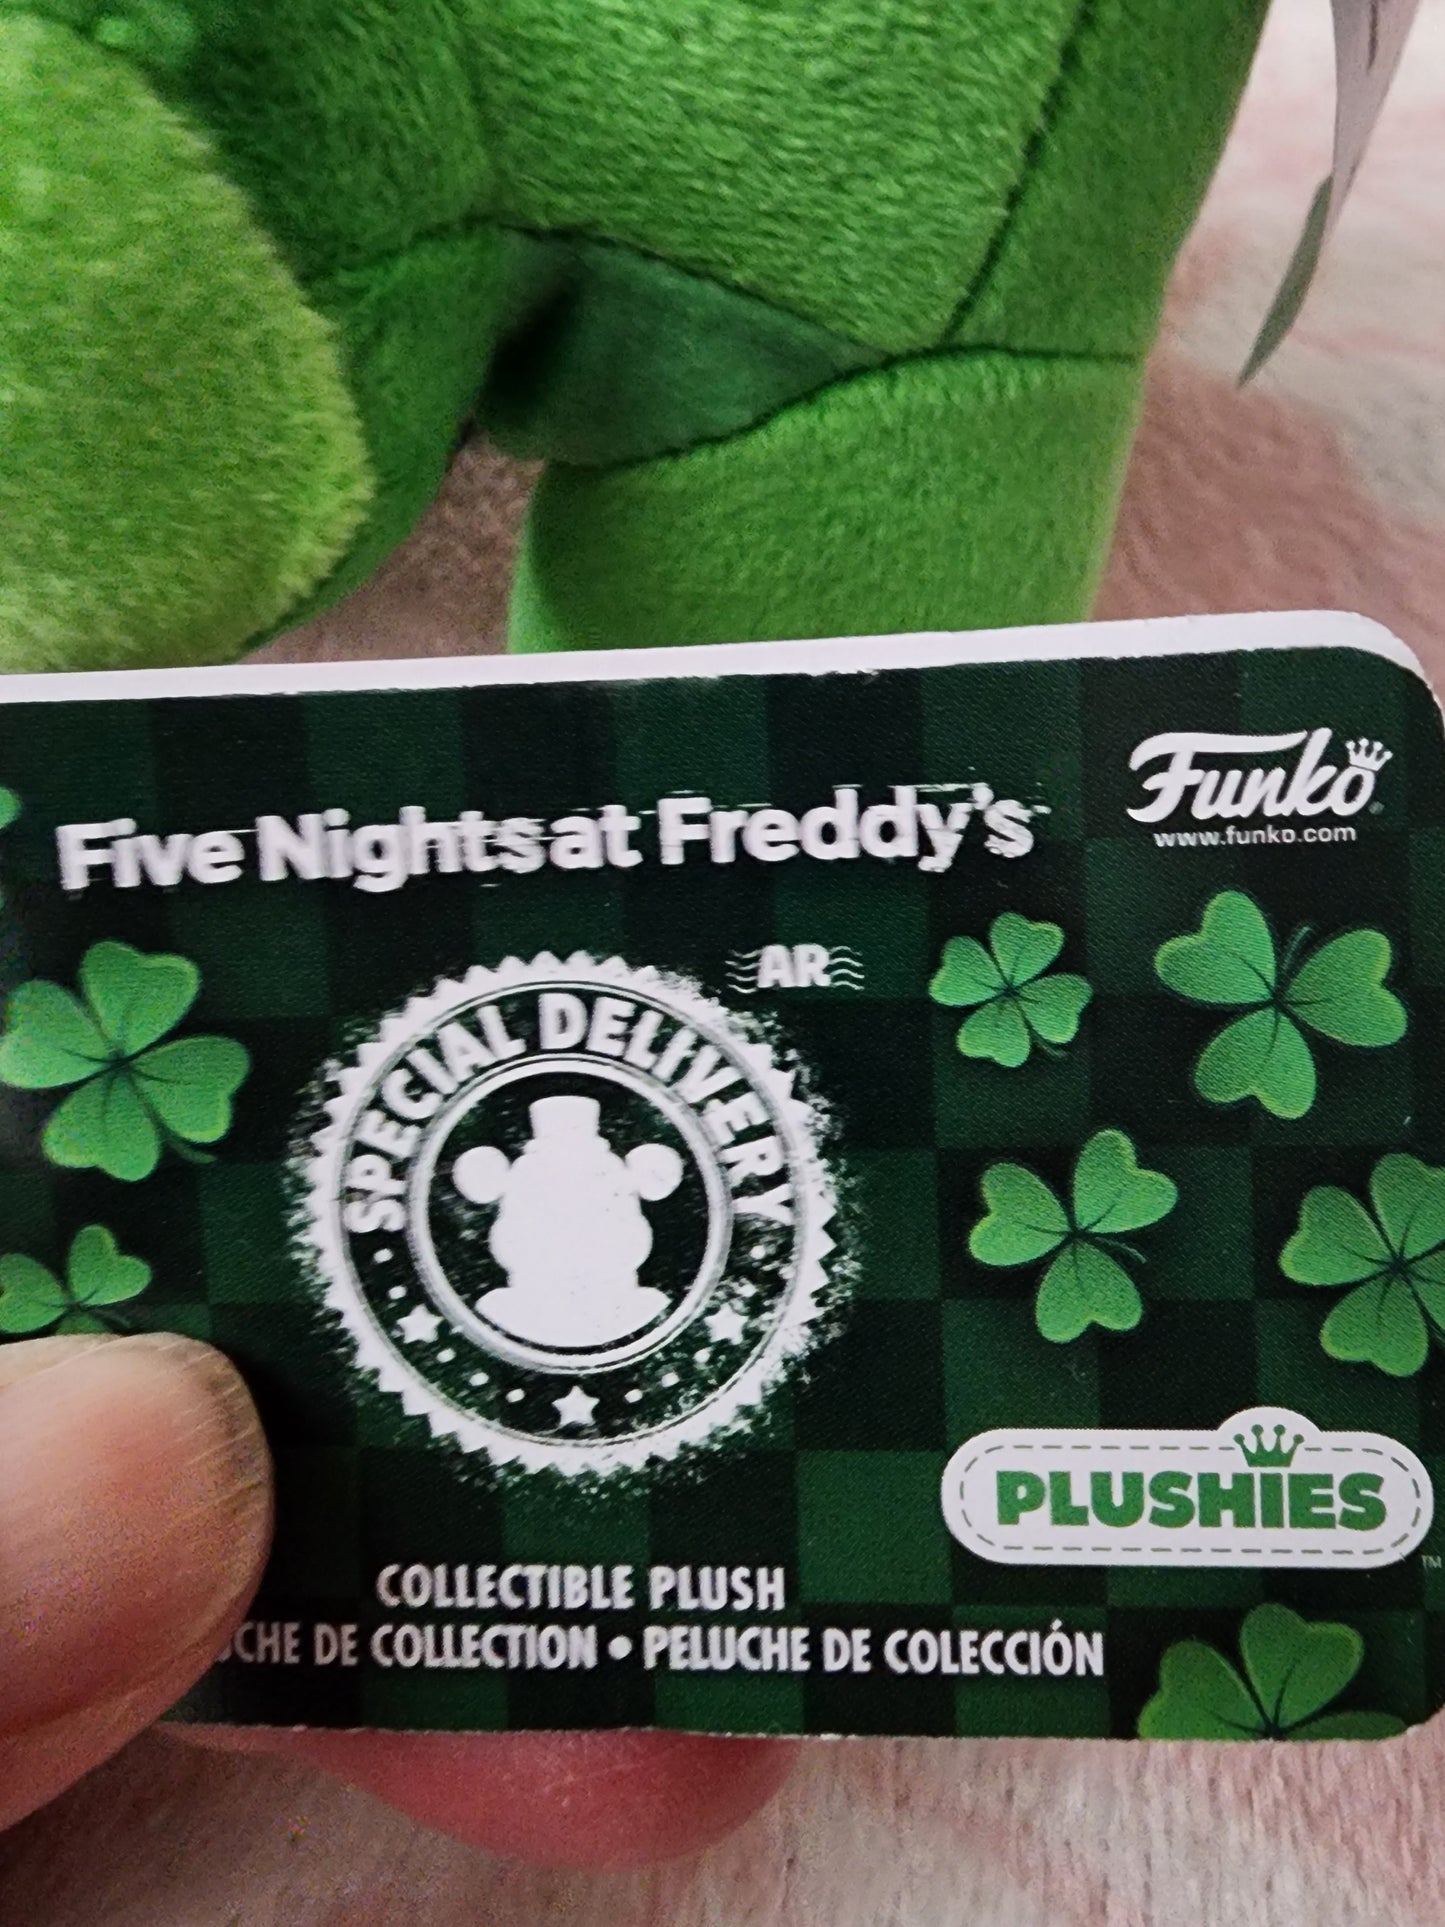 Funko
www.funko.com
Five Nights at Freddy's
AR
SPECIAL DELIVERY
PLUSHIES
TM
COLLECTIBLE PLUSH
DE COLLECTION • PELUCHE DE COLECCIÓN